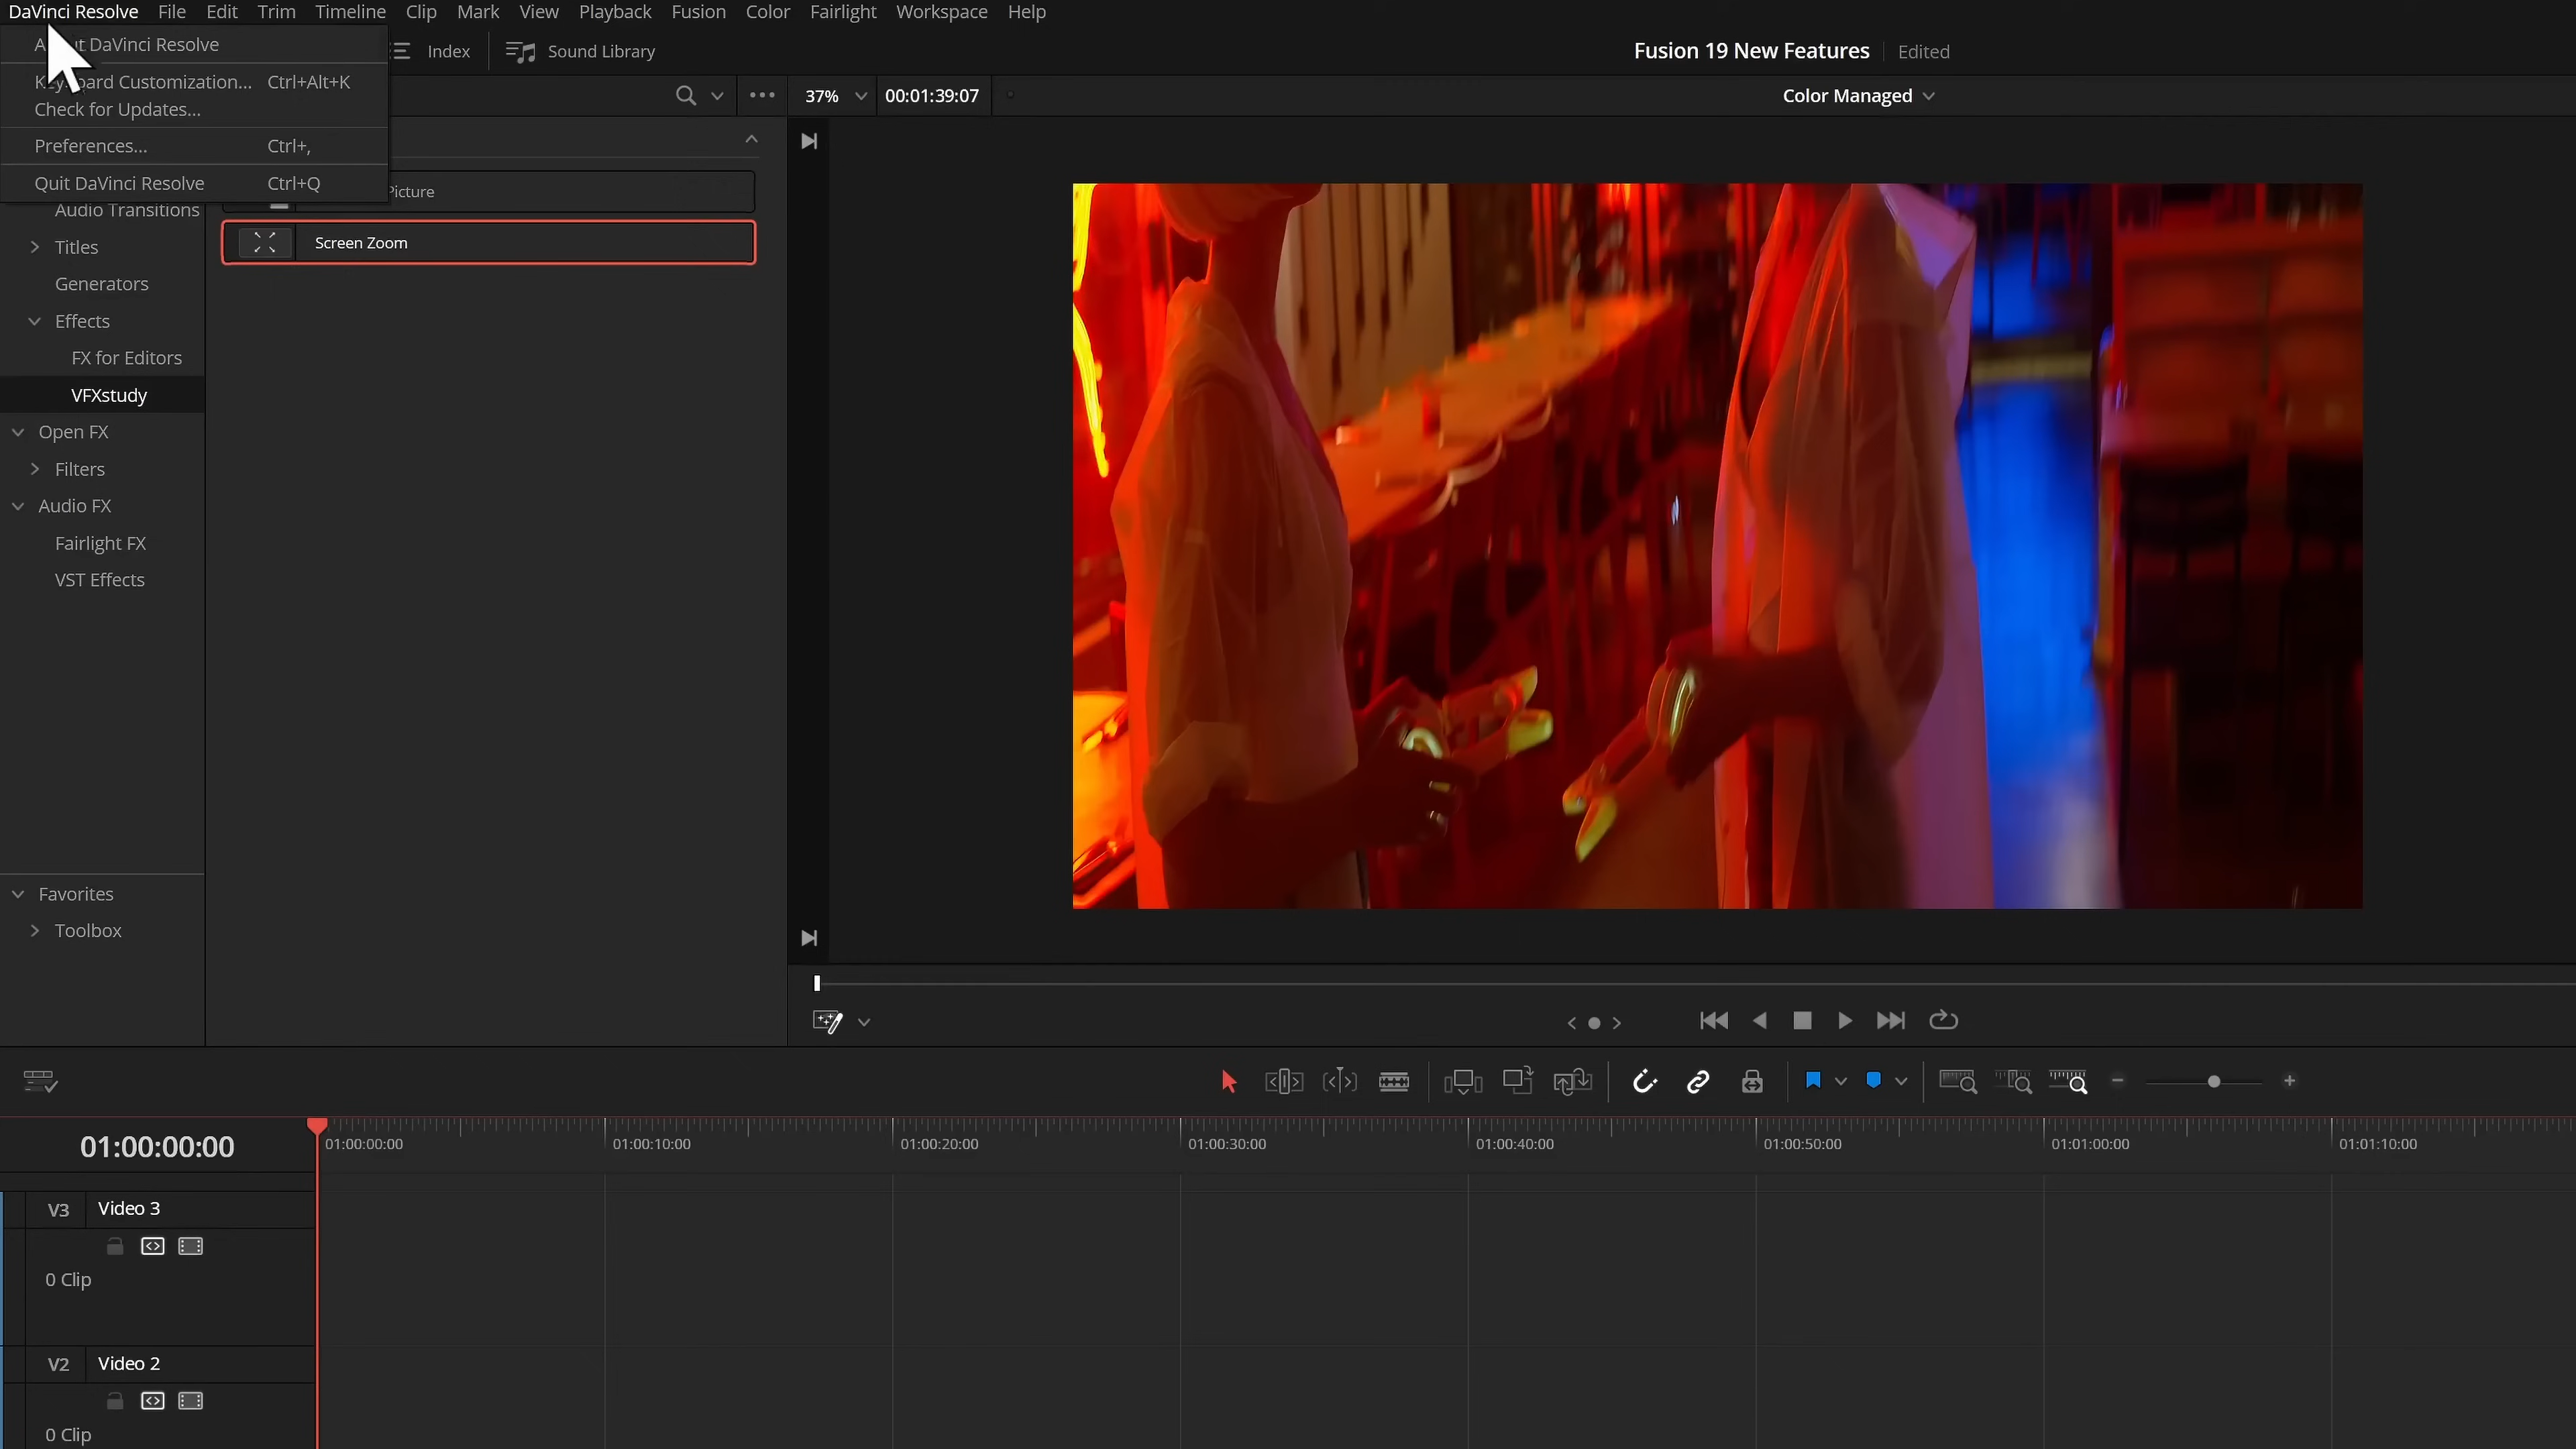 DaVinci Resolve File Edit Trim Timeline Clip Mark View Playback Fusion Color Fairlight Workspace Help
DaVinci Resolve
Index
Sound Library
Fusion 19 New Features
Edited
Customization... Ctrl+Alt+K
37%
00:01:39:07
Color Managed
Check for Updates...
Preferences... Ctrl+,
Quit DaVinci Resolve Ctrl+Q
Picture
Audio Transitions
Screen Zoom
Titles
Generators
Effects
FX for Editors
VFXstudy
Open FX
Filters
Audio FX
Fairlight FX
VST Effects
Favorites
Toolbox
01:00:00:00
01:00:00:00 01:00:10:00 01:00:20:00 01:00:30:00 01:00:40:00 01:00:50:00 01:01:00:00 01:01:10:00
V3 Video 3
0 Clip
V2 Video 2
0 Clip